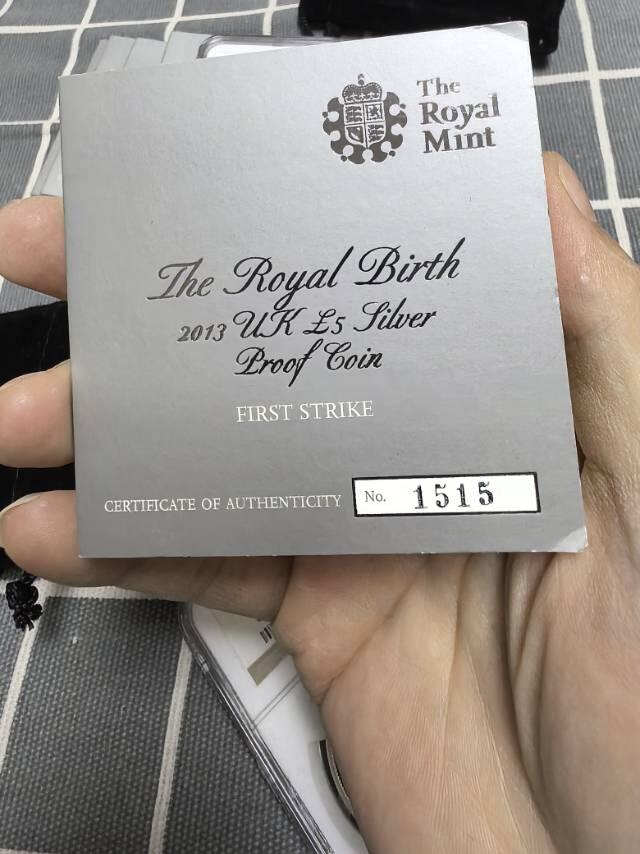 The
Royal
Mint
The Royal Birth
2013 UK £5 Silver
Proof Coin
FIRST STRIKE
CERTIFICATE OF AUTHENTICITY No. 1515